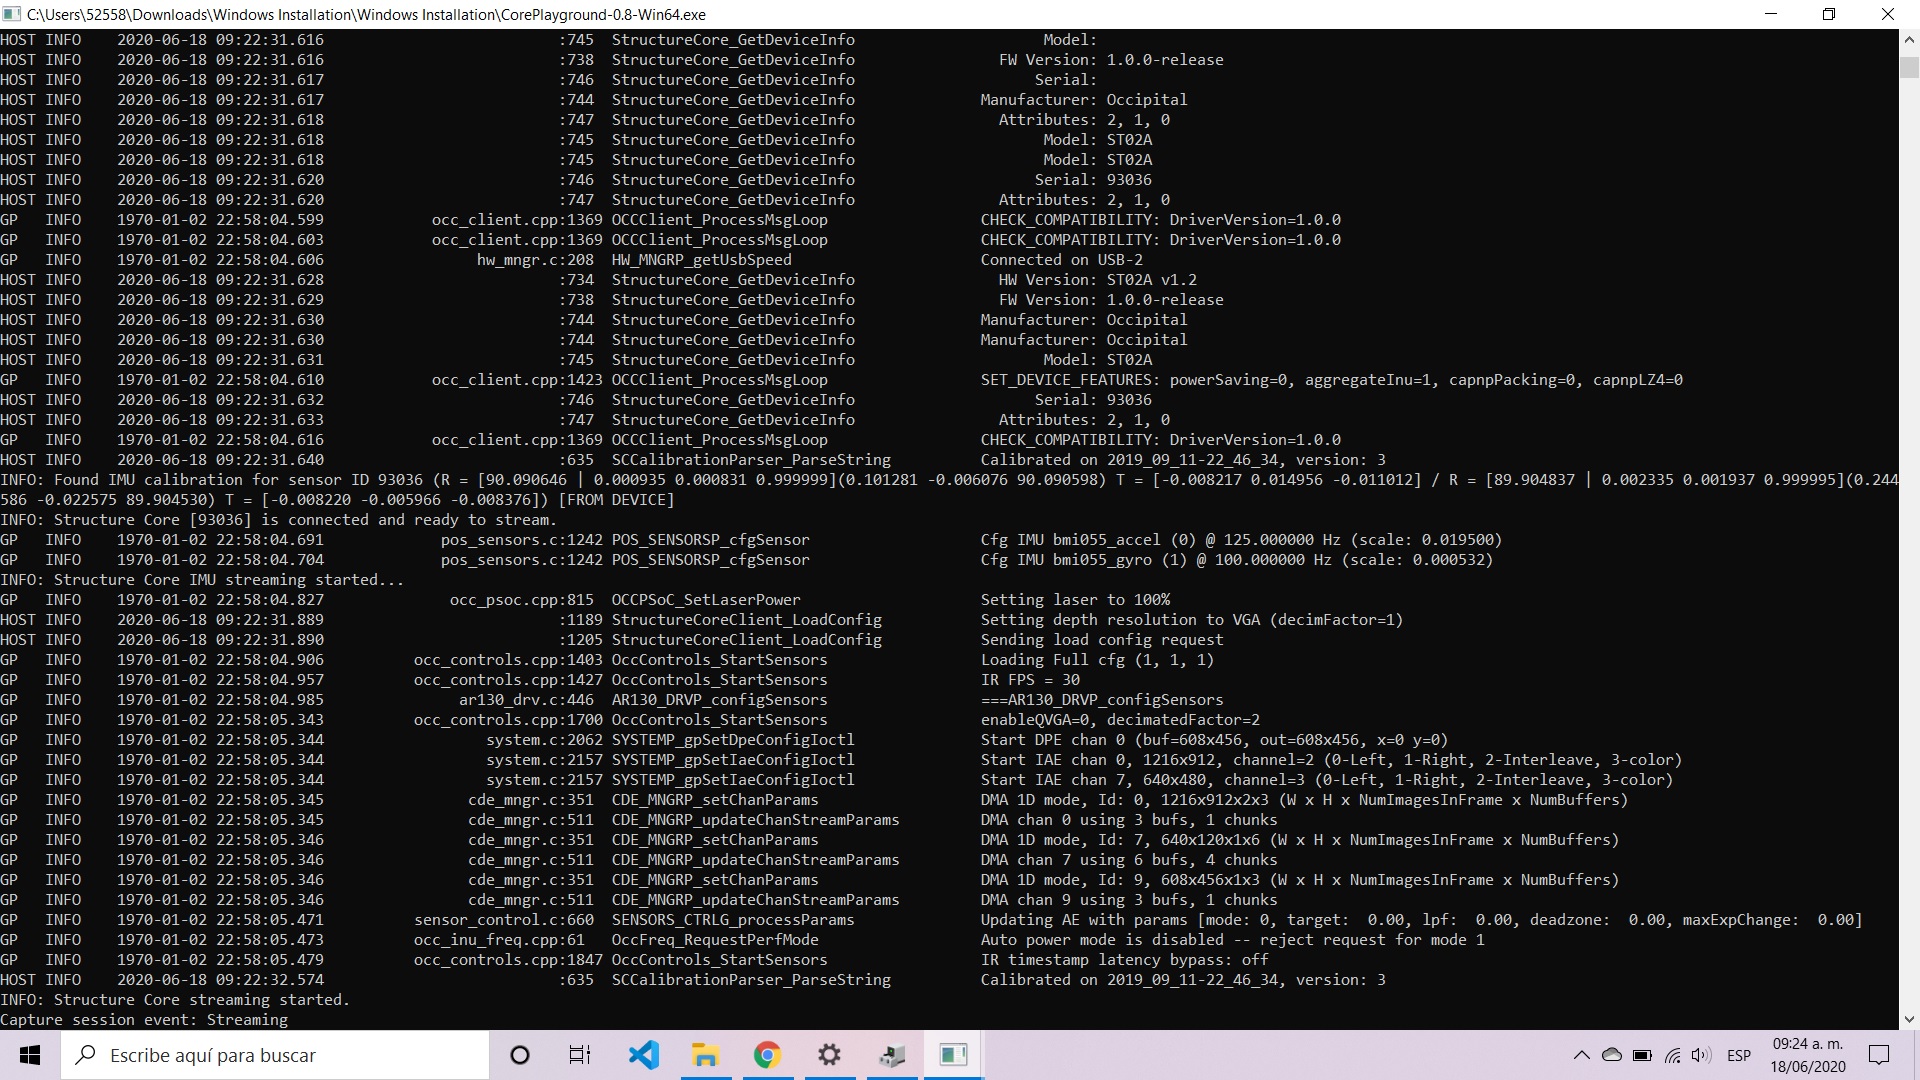 C:\Users\52558\Downloads\Windows Installation\Windows Installation\CorePlayground-0.8-Win64.exe
HOST INFO 2020-06-18 09:22:31.616 :745 StructureCore_GetDeviceInfo Model:
HOST INFO 2020-06-18 09:22:31.616 :738 StructureCore_GetDeviceInfo FW Version: 1.0.0-release
HOST INFO 2020-06-18 09:22:31.617 :746 StructureCore_GetDeviceInfo Serial:
HOST INFO 2020-06-18 09:22:31.617 :744 StructureCore_GetDeviceInfo Manufacturer: Occipital
HOST INFO 2020-06-18 09:22:31.618 :747 StructureCore_GetDeviceInfo Attributes: 2, 1, 0
HOST INFO 2020-06-18 09:22:31.618 :745 StructureCore_GetDeviceInfo Model: ST02A
HOST INFO 2020-06-18 09:22:31.618 :745 StructureCore_GetDeviceInfo Model: ST02A
HOST INFO 2020-06-18 09:22:31.620 :746 StructureCore_GetDeviceInfo Serial: 93036
HOST INFO 2020-06-18 09:22:31.620 :747 StructureCore_GetDeviceInfo Attributes: 2, 1, 0
GP INFO 1970-01-02 22:58:04.599 occ_client.cpp:1369 OCCClient_ProcessMsgLoop CHECK_COMPATIBILITY: DriverVersion=1.0.0
GP INFO 1970-01-02 22:58:04.603 occ_client.cpp:1369 OCCClient_ProcessMsgLoop CHECK_COMPATIBILITY: DriverVersion=1.0.0
GP INFO 1970-01-02 22:58:04.606 hw_mngr.c:208 HW_MNGRP_getUsbSpeed Connected on USB-2
HOST INFO 2020-06-18 09:22:31.628 :734 StructureCore_GetDeviceInfo HW Version: ST02A v1.2
HOST INFO 2020-06-18 09:22:31.629 :738 StructureCore_GetDeviceInfo FW Version: 1.0.0-release
HOST INFO 2020-06-18 09:22:31.630 :744 StructureCore_GetDeviceInfo Manufacturer: Occipital
HOST INFO 2020-06-18 09:22:31.630 :744 StructureCore_GetDeviceInfo Manufacturer: Occipital
HOST INFO 2020-06-18 09:22:31.631 :745 StructureCore_GetDeviceInfo Model: ST02A
GP INFO 1970-01-02 22:58:04.610 occ_client.cpp:1423 OCCClient_ProcessMsgLoop SET_DEVICE_FEATURES: powerSaving=0, aggregateInu=1, capnpPacking=0, capnpLZ4=0
HOST INFO 2020-06-18 09:22:31.632 :746 StructureCore_GetDeviceInfo Serial: 93036
HOST INFO 2020-06-18 09:22:31.633 :747 StructureCore_GetDeviceInfo Attributes: 2, 1, 0
GP INFO 1970-01-02 22:58:04.616 occ_client.cpp:1369 OCCClient_ProcessMsgLoop CHECK_COMPATIBILITY: DriverVersion=1.0.0
HOST INFO 2020-06-18 09:22:31.640 :635 SCCalibrationParser_ParseString Calibrated on 2019_09_11-22_46_34, version: 3
INFO: Found IMU calibration for sensor ID 93036 (R = [90.090646 | 0.000935 0.000831 0.999999](0.101281 -0.006076 90.090598) T = [-0.008217 0.014956 -0.011012] / R = [89.904837 | 0.002335 0.001937 0.999995](0.244
586 -0.022575 89.904530) T = [-0.008220 -0.005966 -0.008376]) [FROM DEVICE]
INFO: Structure Core [93036] is connected and ready to stream.
GP INFO 1970-01-02 22:58:04.691 pos_sensors.c:1242 POS_SENSORSP_cfgSensor Cfg IMU bmi055_accel (0) @ 125.000000 Hz (scale: 0.019500)
GP INFO 1970-01-02 22:58:04.704 pos_sensors.c:1242 POS_SENSORSP_cfgSensor Cfg IMU bmi055_gyro (1) @ 100.000000 Hz (scale: 0.000532)
INFO: Structure Core IMU streaming started...
GP INFO 1970-01-02 22:58:04.827 occ_psoc.cpp:815 OCCPSoC_SetLaserPower Setting laser to 100%
HOST INFO 2020-06-18 09:22:31.889 :1189 StructureCoreClient_LoadConfig Setting depth resolution to VGA (decimFactor=1)
HOST INFO 2020-06-18 09:22:31.890 :1205 StructureCoreClient_LoadConfig Sending load config request
GP INFO 1970-01-02 22:58:04.906 occ_controls.cpp:1403 OccControls_StartSensors Loading Full cfg (1, 1, 1)
GP INFO 1970-01-02 22:58:04.957 occ_controls.cpp:1427 OccControls_StartSensors IR FPS = 30
GP INFO 1970-01-02 22:58:04.985 ar130_drv.c:446 AR130_DRVP_configSensors ===AR130_DRVP_configSensors
GP INFO 1970-01-02 22:58:05.343 occ_controls.cpp:1700 OccControls_StartSensors enableQVGA=0, decimatedFactor=2
GP INFO 1970-01-02 22:58:05.344 system.c:2062 SYSTEMP_gpSetDpeConfigIoctl Start DPE chan 0 (buf=608x456, out=608x456, x=0 y=0)
GP INFO 1970-01-02 22:58:05.344 system.c:2157 SYSTEMP_gpSetIaeConfigIoctl Start IAE chan 0, 1216x912, channel=2 (0-Left, 1-Right, 2-Interleave, 3-color)
GP INFO 1970-01-02 22:58:05.344 system.c:2157 SYSTEMP_gpSetIaeConfigIoctl Start IAE chan 7, 640x480, channel=3 (0-Left, 1-Right, 2-Interleave, 3-color)
GP INFO 1970-01-02 22:58:05.345 cde_mngr.c:351 CDE_MNGRP_setChanParams DMA 1D mode, Id: 0, 1216x912x2x3 (W x H x NumImagesInFrame x NumBuffers)
GP INFO 1970-01-02 22:58:05.345 cde_mngr.c:511 CDE_MNGRP_updateChanStreamParams DMA chan 0 using 3 bufs, 1 chunks
GP INFO 1970-01-02 22:58:05.346 cde_mngr.c:351 CDE_MNGRP_setChanParams DMA 1D mode, Id: 7, 640x120x1x6 (W x H x NumImagesInFrame x NumBuffers)
GP INFO 1970-01-02 22:58:05.346 cde_mngr.c:511 CDE_MNGRP_updateChanStreamParams DMA chan 7 using 6 bufs, 4 chunks
GP INFO 1970-01-02 22:58:05.346 cde_mngr.c:351 CDE_MNGRP_setChanParams DMA 1D mode, Id: 9, 608x456x1x3 (W x H x NumImagesInFrame x NumBuffers)
GP INFO 1970-01-02 22:58:05.346 cde_mngr.c:511 CDE_MNGRP_updateChanStreamParams DMA chan 9 using 3 bufs, 1 chunks
GP INFO 1970-01-02 22:58:05.471 sensor_control.c:660 SENSORS_CTRLG_processParams Updating AE with params [mode: 0, target: 0.00, lpf: 0.00, deadzone: 0.00, maxExpChange: 0.00]
GP INFO 1970-01-02 22:58:05.473 occ_inu_freq.cpp:61 OccFreq_RequestPerfMode Auto power mode is disabled -- reject request for mode 1
GP INFO 1970-01-02 22:58:05.479 occ_controls.cpp:1847 OccControls_StartSensors IR timestamp latency bypass: off
HOST INFO 2020-06-18 09:22:32.574 :635 SCCalibrationParser_ParseString Calibrated on 2019_09_11-22_46_34, version: 3
INFO: Structure Core streaming started.
Capture session event: Streaming
Escribe aquí para buscar
ESP
09:24 a. m.
18/06/2020